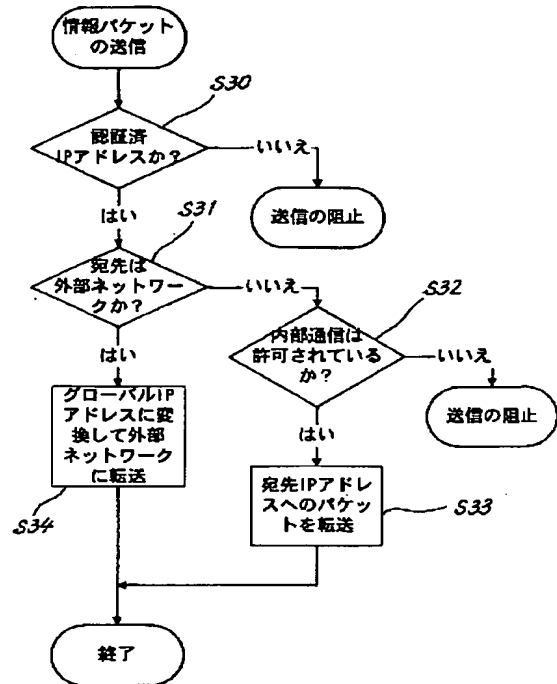 情報パケット
の送信
S30
認証済
IPアドレスか?
いいえ
送信の阻止
はい
S31
宛先は
外部ネットワー
クか?
いいえ
S32
内部通信は
許可されている
か?
いいえ
送信の阻止
はい
はい
グローバルIP
アドレスに変
換して外部
ネットワーク
に転送
S34
宛先IPアドレ
スへのパケッ
トを転送
S33
終了